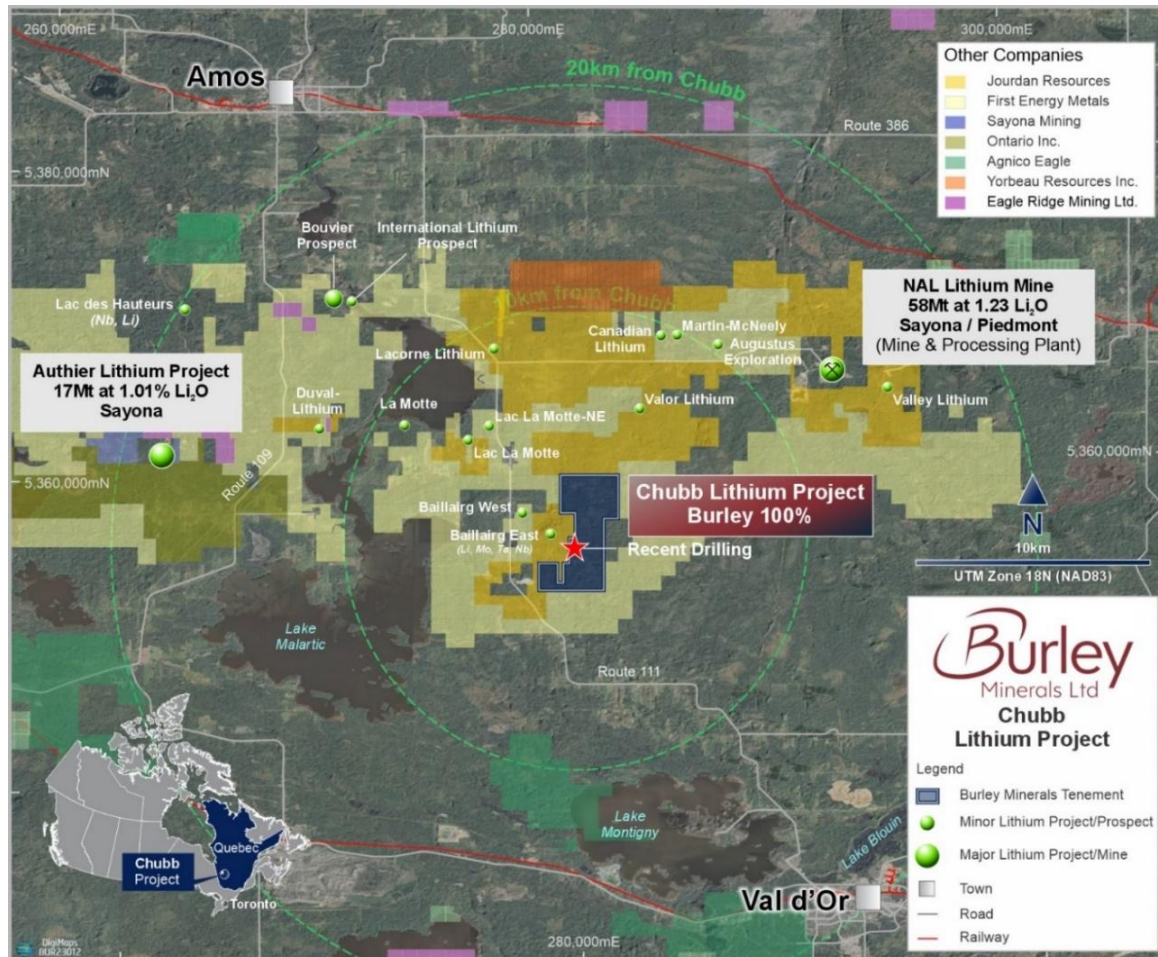 260,000mE
280,000mE
300,000mE
Amos
20km from Chubb
Route 386
Other Companies
Jourdan Resources
First Energy Metals
Sayona Mining
Ontario Inc.
Agnico Eagle
Yorbeau Resources Inc.
Eagle Ridge Mining Ltd.
5,380,000mN
Bouvier
Prospect
International Lithium
Prospect
Lac des Hauteurs
(Nb, Li)
10km from Chubb
Canadian
Lithium
Martin-McNeely
Augustus
Exploration
NAL Lithium Mine
58Mt at 1.23 Li₂O
Sayona / Piedmont
(Mine & Processing Plant)
Lacorne Lithium
Authier Lithium Project
17Mt at 1.01% Li₂O
Sayona
Duval-
Lithium
La Motte
Lac La Motte-NE
Valor Lithium
Valley Lithium
Lac La Motte
Route 109
5,360,000mN
5,360,000mN
Chubb Lithium Project
Burley 100%
Baillairg West
Baillairg East
(Li, Mo, Ta, Nb)
Recent Drilling
N
10km
UTM Zone 18N (NAD83)
Lake
Malartic
Route 111
Burley
Minerals Ltd
Chubb
Lithium Project
Legend
Burley Minerals Tenement
Minor Lithium Project/Prospect
Major Lithium Project/Mine
Town
Road
Railway
Lake
Montigny
Lake Blouin
Val d'Or
280,000mE
Quebec
Chubb
Project
Toronto
DigiMaps
BUR23012